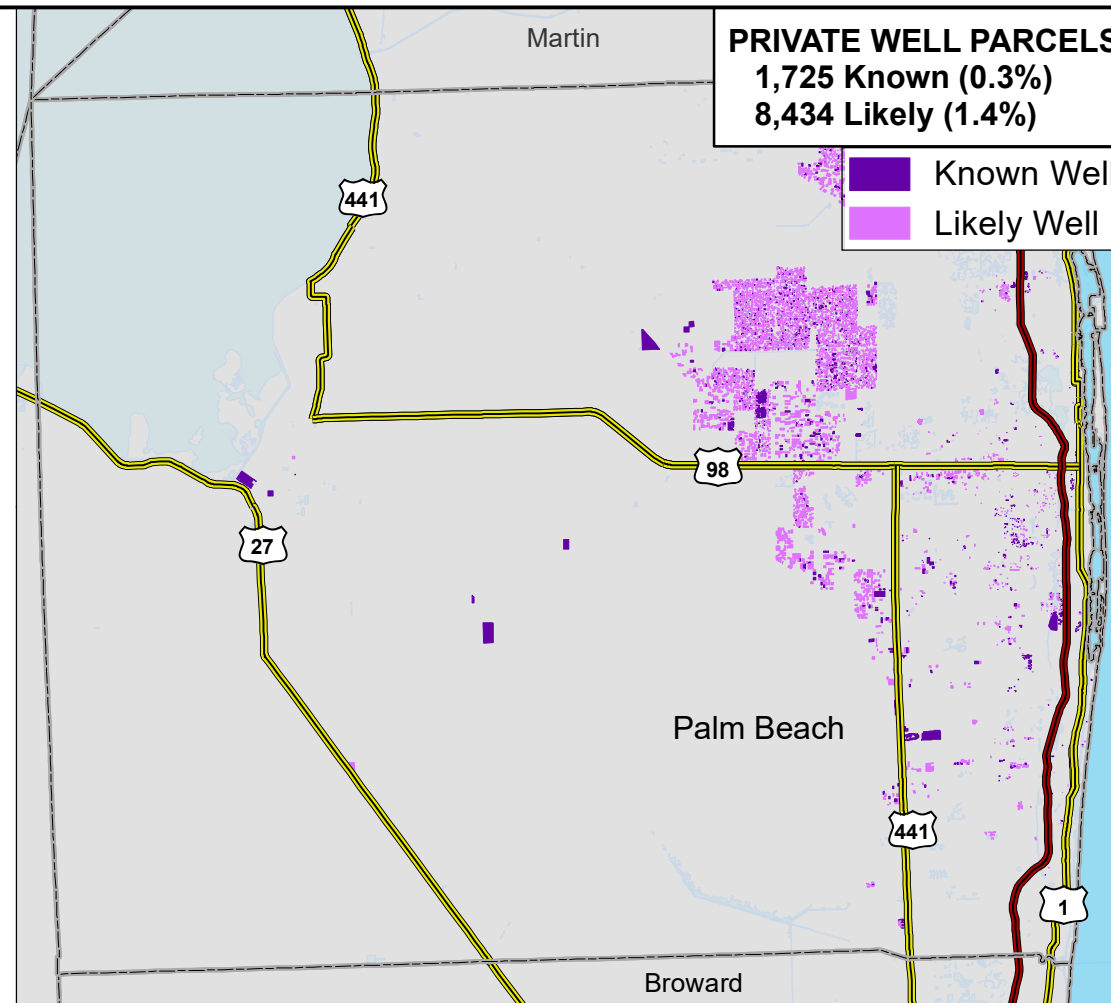 Martin
PRIVATE WELL PARCELS
1,725 Known (0.3%)
8,434 Likely (1.4%)
Known Well
Likely Well
441
98
27
Palm Beach
441
1
Broward